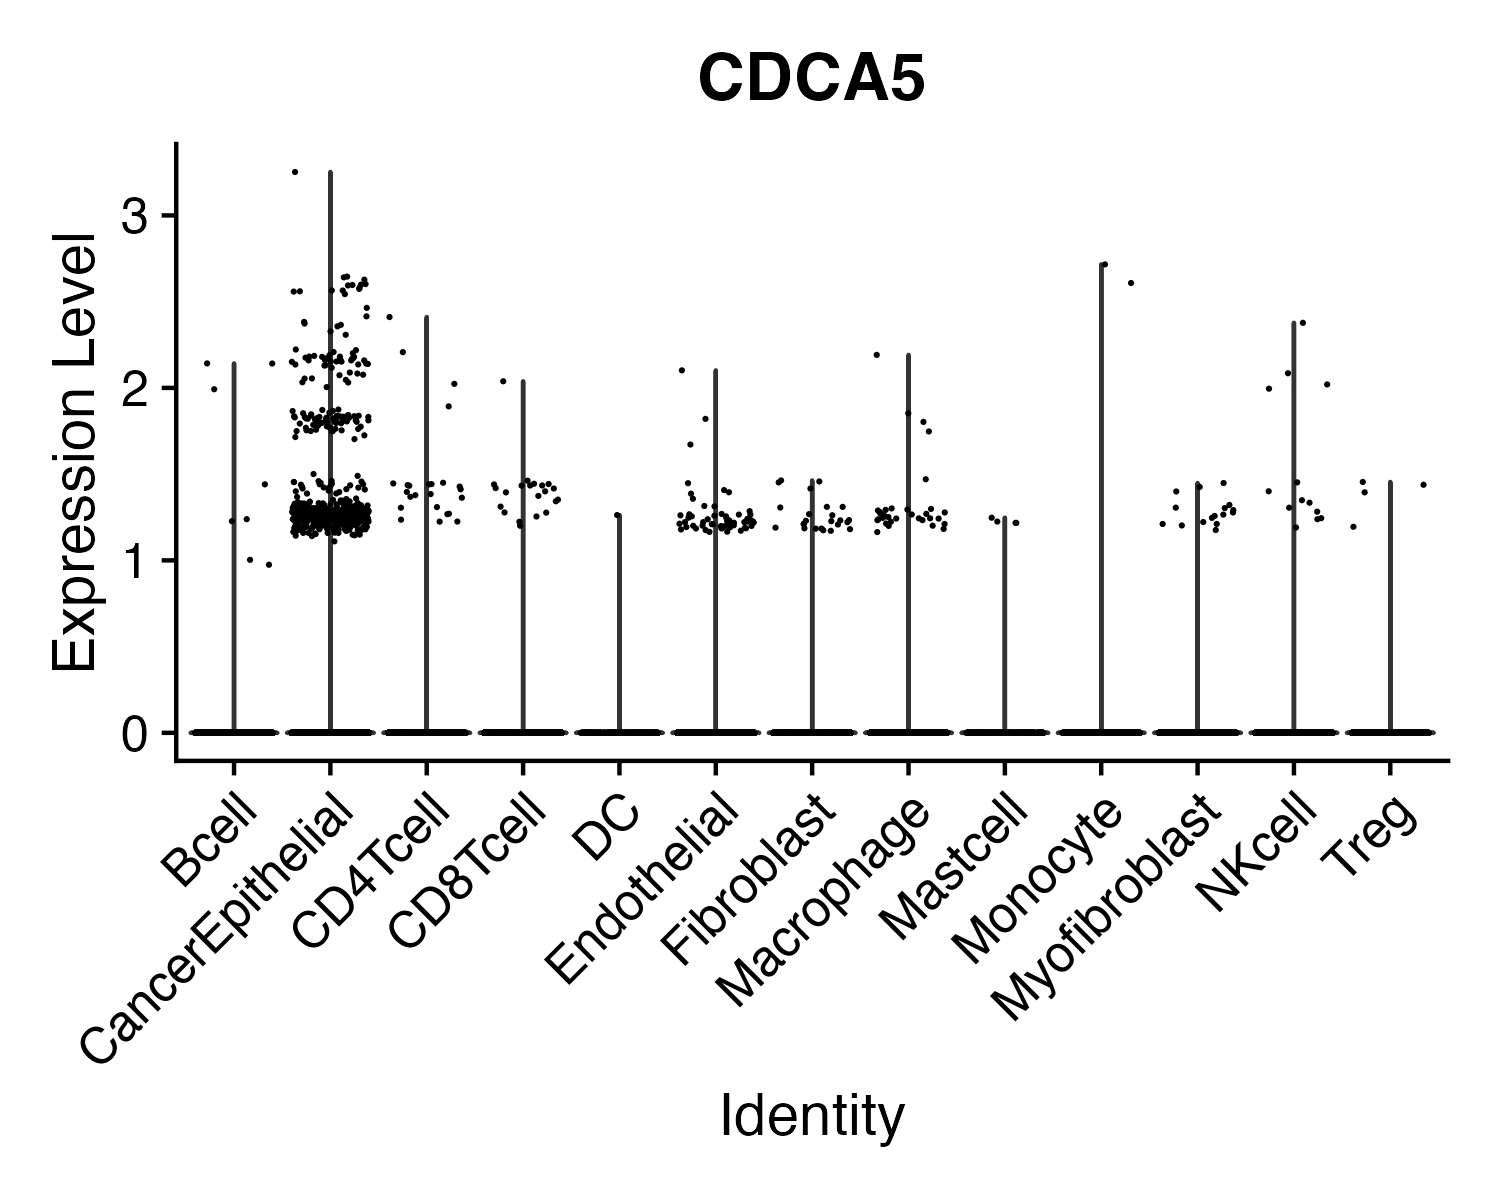 CDCA5
Expression Level
3
2
1
0
Bcell
CancerEpithelial
CD4Tcell
CD8Tcell
DC
Endothelial
Fibroblast
Macrophage
Mastcell
Monocyte
Myofibroblast
NKcell
Treg
Identity